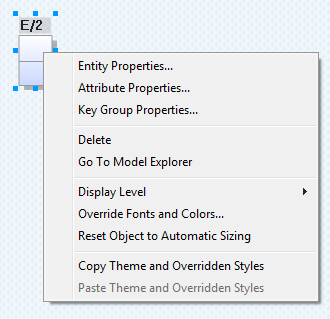 E/2
Entity Properties...
Attribute Properties...
Key Group Properties...
Delete
Go To Model Explorer
Display Level
Override Fonts and Colors...
Reset Object to Automatic Sizing
Copy Theme and Overridden Styles
Paste Theme and Overridden Styles